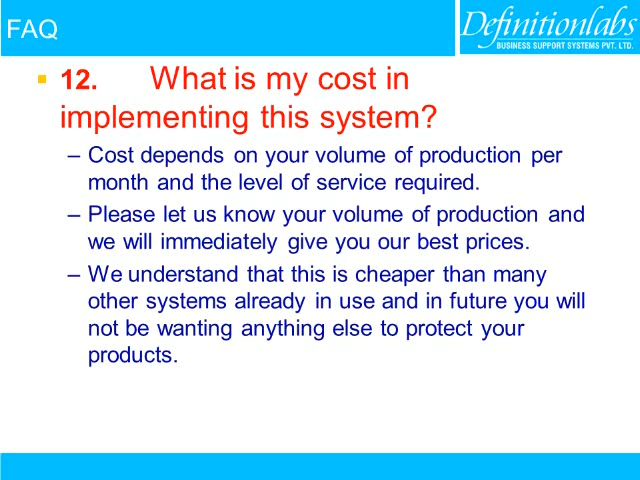 FAQ
Definitionlabs
BUSINESS SUPPORT SYSTEMS PVT. LTD.
12. What is my cost in
implementing this system?
– Cost depends on your volume of production per
month and the level of service required.
– Please let us know your volume of production and
we will immediately give you our best prices.
– We understand that this is cheaper than many
other systems already in use and in future you will
not be wanting anything else to protect your
products.